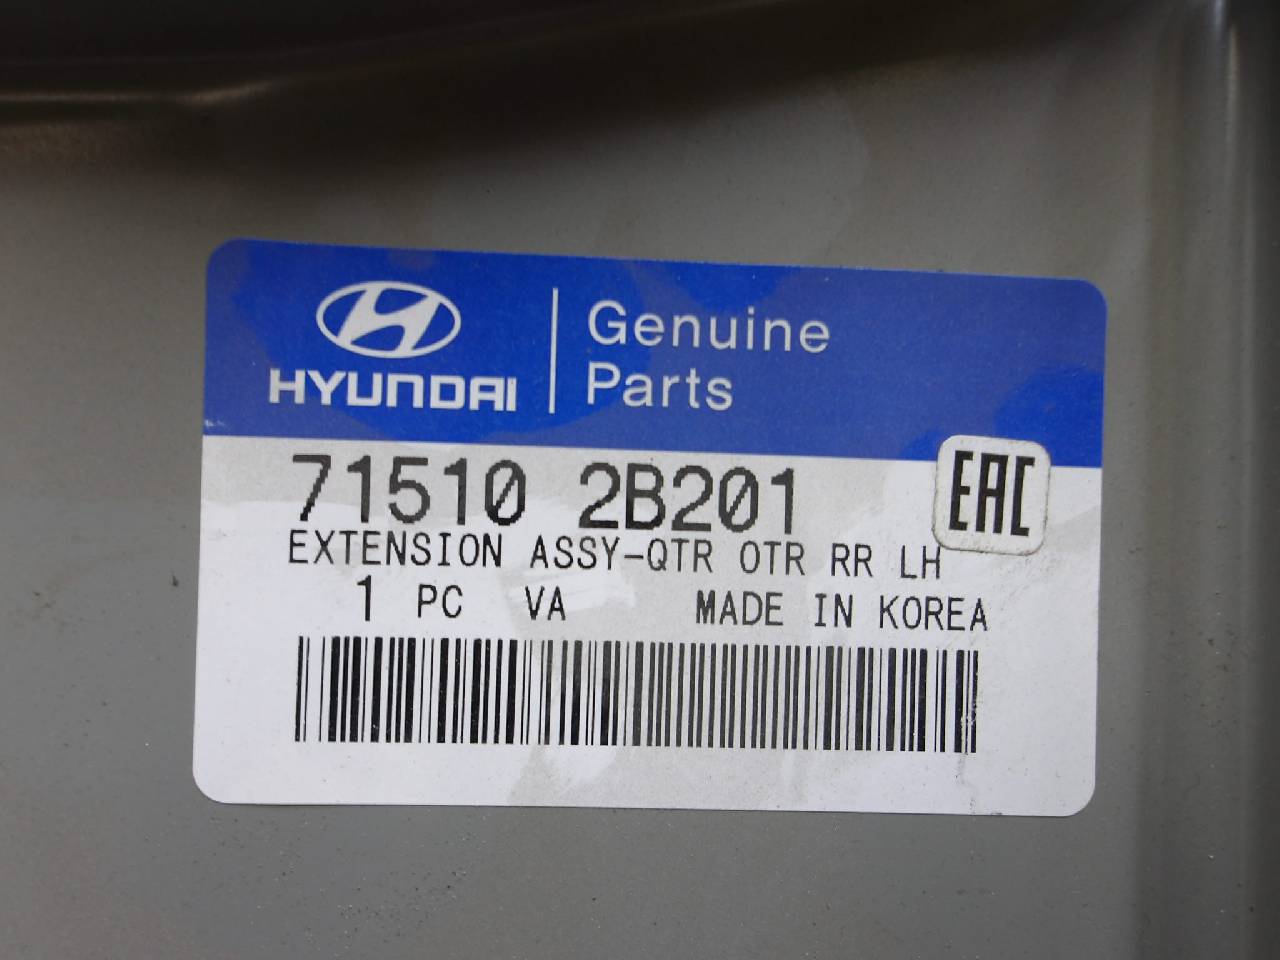 HYUNDAI
Genuine
Parts
71510 2B201
EAC
EXTENSION ASSY-QTR OTR RR LH
1 PC VA MADE IN KOREA